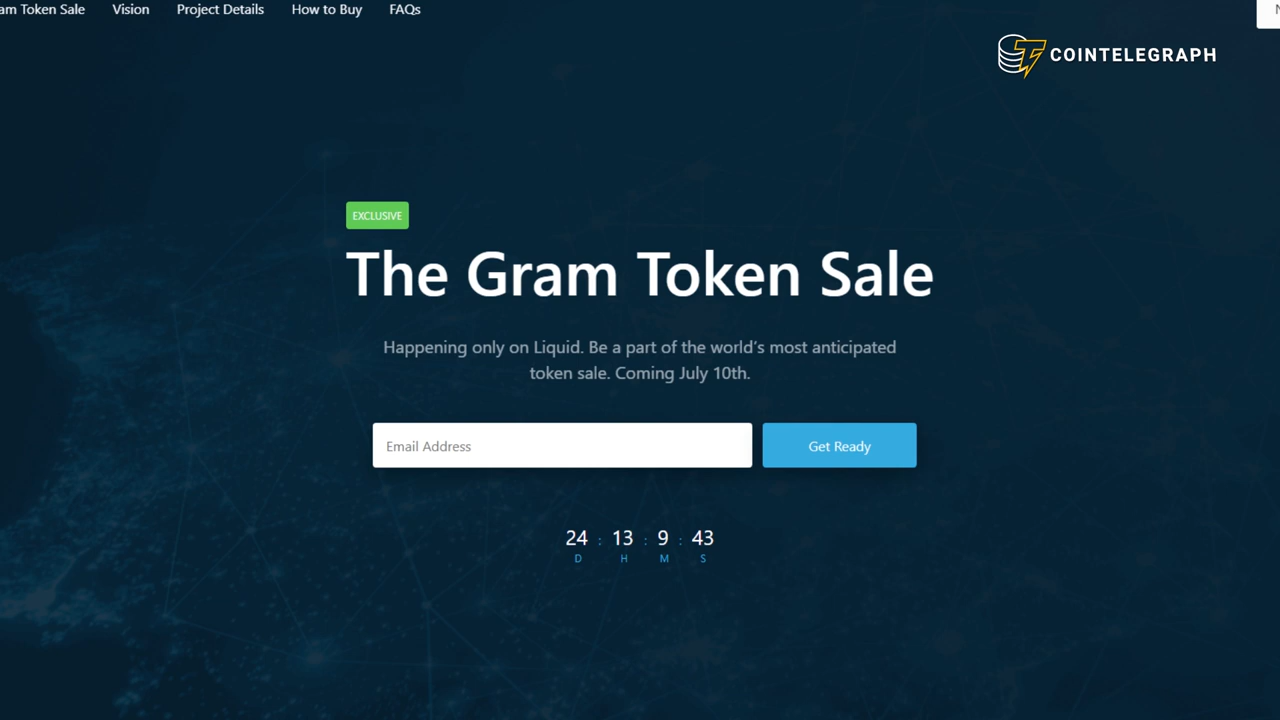 am Token Sale Vision Project Details How to Buy FAQs
COINTELEGRAPH
EXCLUSIVE
The Gram Token Sale
Happening only on Liquid. Be a part of the world's most anticipated
token sale. Coming July 10th.
Email Address Get Ready
24 : 13 : 9 : 43
D H M S